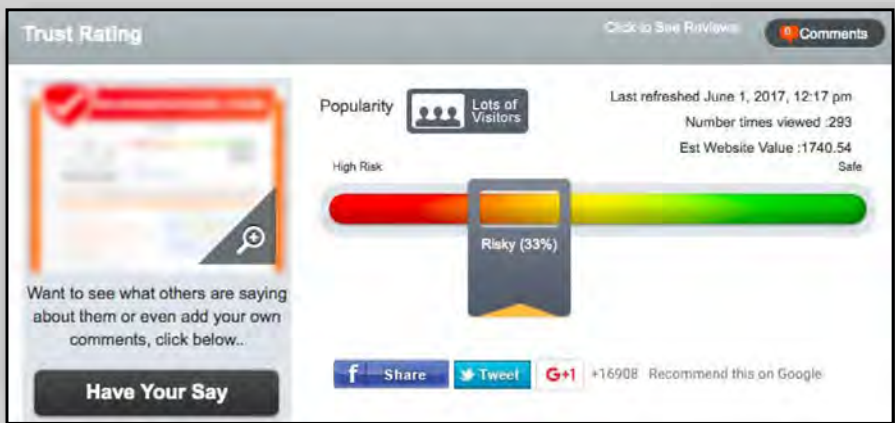 Trust Rating
Click to See Reviews
0 Comments
Popularity
Lots of
Visitors
Last refreshed June 1, 2017, 12:17 pm
Number times viewed :293
Est Website Value :1740.54
High Risk
Safe
Risky (33%)
Want to see what others are saying
about them or even add your own
comments, click below..
Have Your Say
f Share
Tweet
G+1
+16908 Recommend this on Google